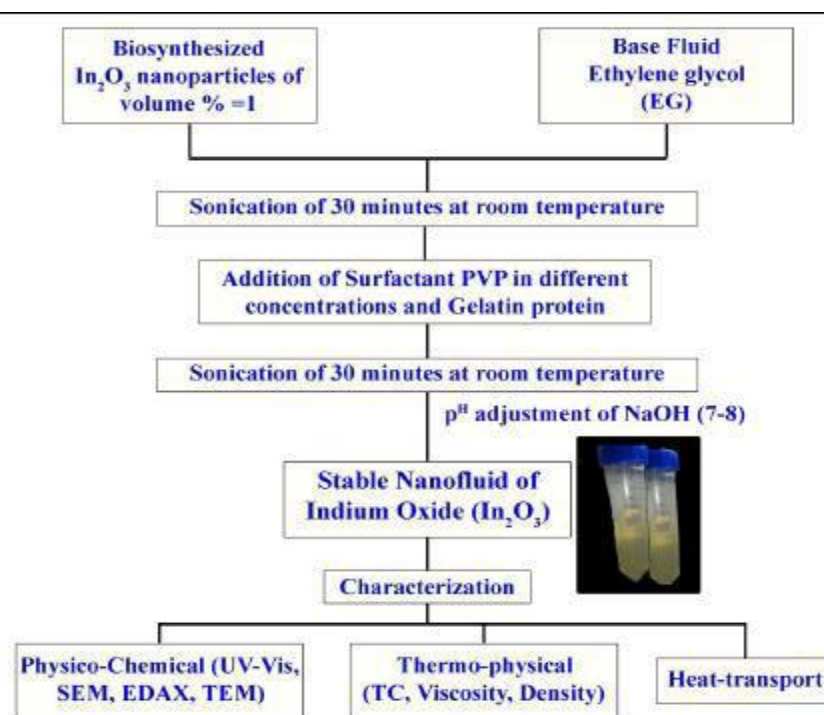 Biosynthesized
In₂O₃ nanoparticles of
volume % =1
Base Fluid
Ethylene glycol
(EG)
Sonication of 30 minutes at room temperature
Addition of Surfactant PVP in different
concentrations and Gelatin protein
Sonication of 30 minutes at room temperature
pᴴ adjustment of NaOH (7-8)
Stable Nanofluid of
Indium Oxide (In₂O₃)
Characterization
Physico-Chemical (UV-Vis,
SEM, EDAX, TEM)
Thermo-physical
(TC, Viscosity, Density)
Heat-transport